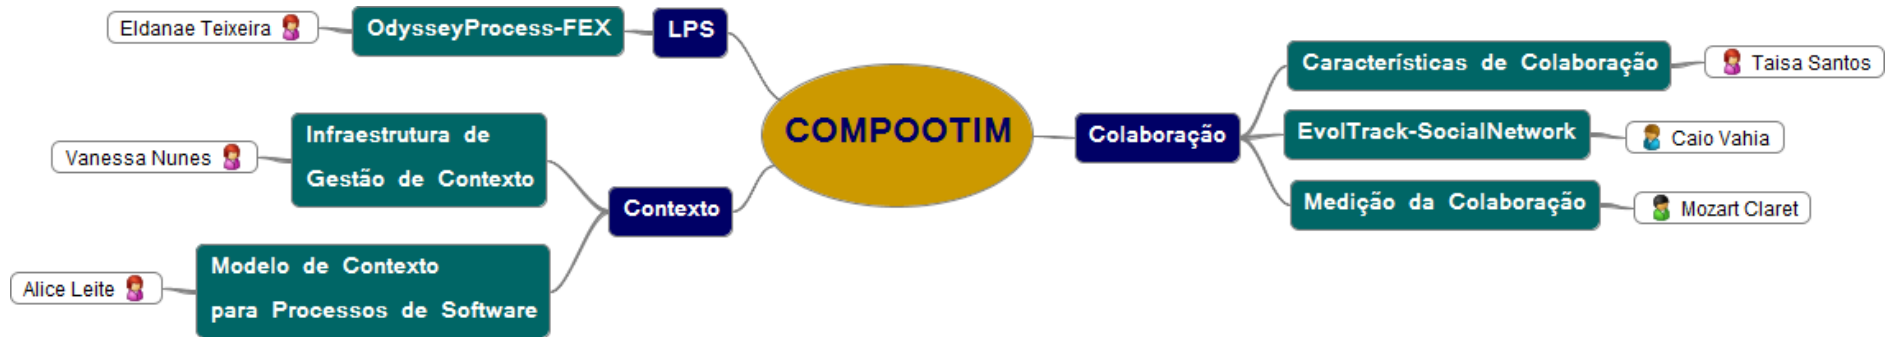 Eldanae Teixeira
OdysseyProcess-FEX
LPS
Vanessa Nunes
Infraestrutura de
Gestão de Contexto
Contexto
Alice Leite
Modelo de Contexto
para Processos de Software
COMPOOTIM
Colaboração
Características de Colaboração
Taisa Santos
EvolTrack-SocialNetwork
Caio Vahia
Medição da Colaboração
Mozart Claret